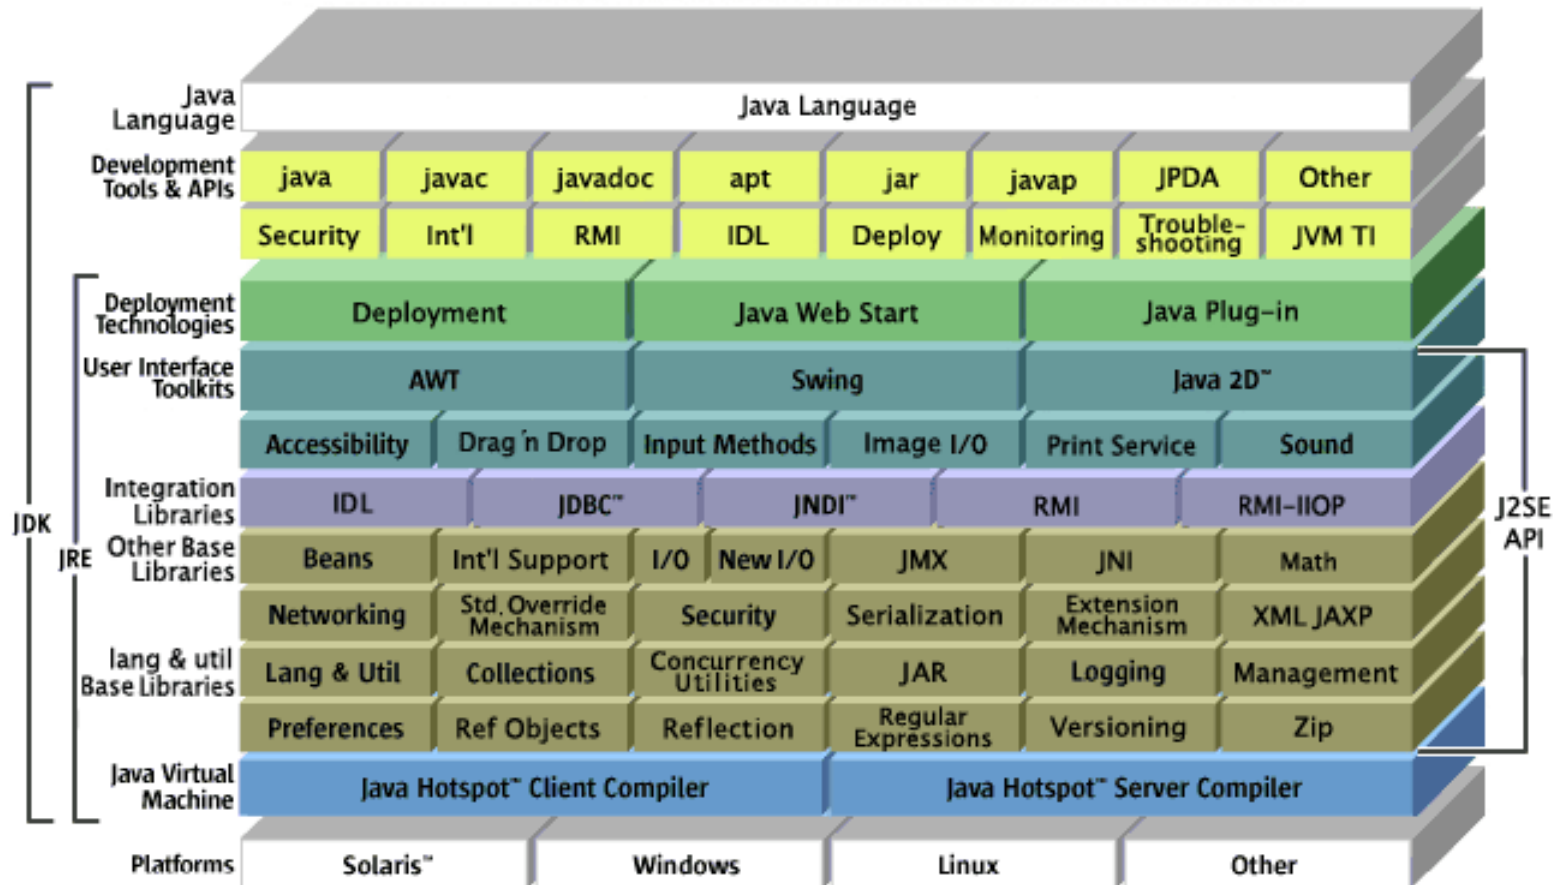 Java
Language
Java Language
Development
Tools & APIs
java javac javadoc apt jar javap JPDA Other
Security Int'l RMI IDL Deploy Monitoring Trouble-
shooting JVM TI
Deployment
Technologies
Deployment Java Web Start Java Plug-in
User Interface
Toolkits
AWT Swing Java 2D™
Accessibility Drag 'n Drop Input Methods Image I/O Print Service Sound
Integration
Libraries
IDL JDBC™ JNDI™ RMI RMI-IIOP
JDK
JRE
J2SE
API
Other Base
Libraries
Beans Int'l Support I/O New I/O JMX JNI Math
Networking Std. Override
Mechanism Security Serialization Extension
Mechanism XML JAXP
lang & util
Base Libraries
Lang & Util Collections Concurrency
Utilities JAR Logging Management
Preferences Ref Objects Reflection Regular
Expressions Versioning Zip
Java Virtual
Machine
Java Hotspot™ Client Compiler Java Hotspot™ Server Compiler
Platforms Solaris™ Windows Linux Other